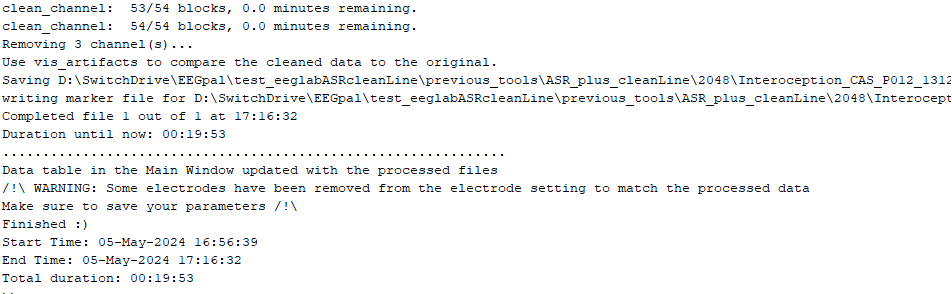 clean_channel:  53/54 blocks, 0.0 minutes remaining.
clean_channel:  54/54 blocks, 0.0 minutes remaining.
Removing 3 channel(s)...
Use vis_artifacts to compare the cleaned data to the original.
Saving D:\SwitchDrive\EEGpal\test_eeglabASRcleanLine\previous_tools\ASR_plus_cleanLine\2048\Interoception_CAS_P012_1312
writing marker file for D:\SwitchDrive\EEGpal\test_eeglabASRcleanLine\previous_tools\ASR_plus_cleanLine\2048\Interocept
Completed file 1 out of 1 at 17:16:32
Duration until now: 00:19:53
...............................................................
Data table in the Main Window updated with the processed files
/!\ WARNING: Some electrodes have been removed from the electrode setting to match the processed data
Make sure to save your parameters /!\
Finished :)
Start Time: 05-May-2024 16:56:39
End Time: 05-May-2024 17:16:32
Total duration: 00:19:53